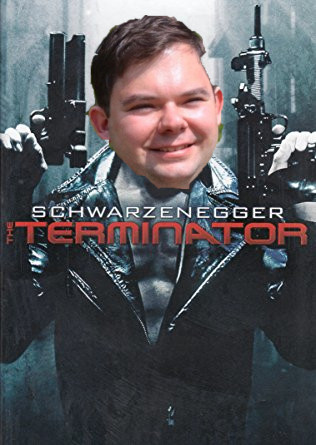 SCHWARZENEGGER
THE TERMINATOR